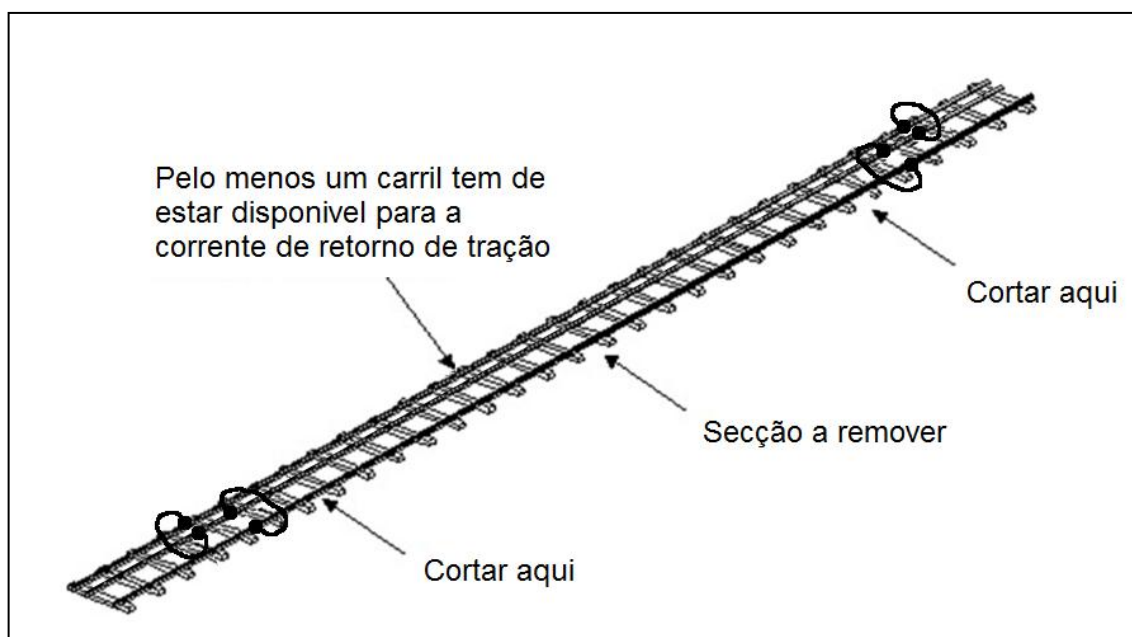 Pelo menos um carril tem de
estar disponivel para a
corrente de retorno de tração
Cortar aqui
Secção a remover
Cortar aqui